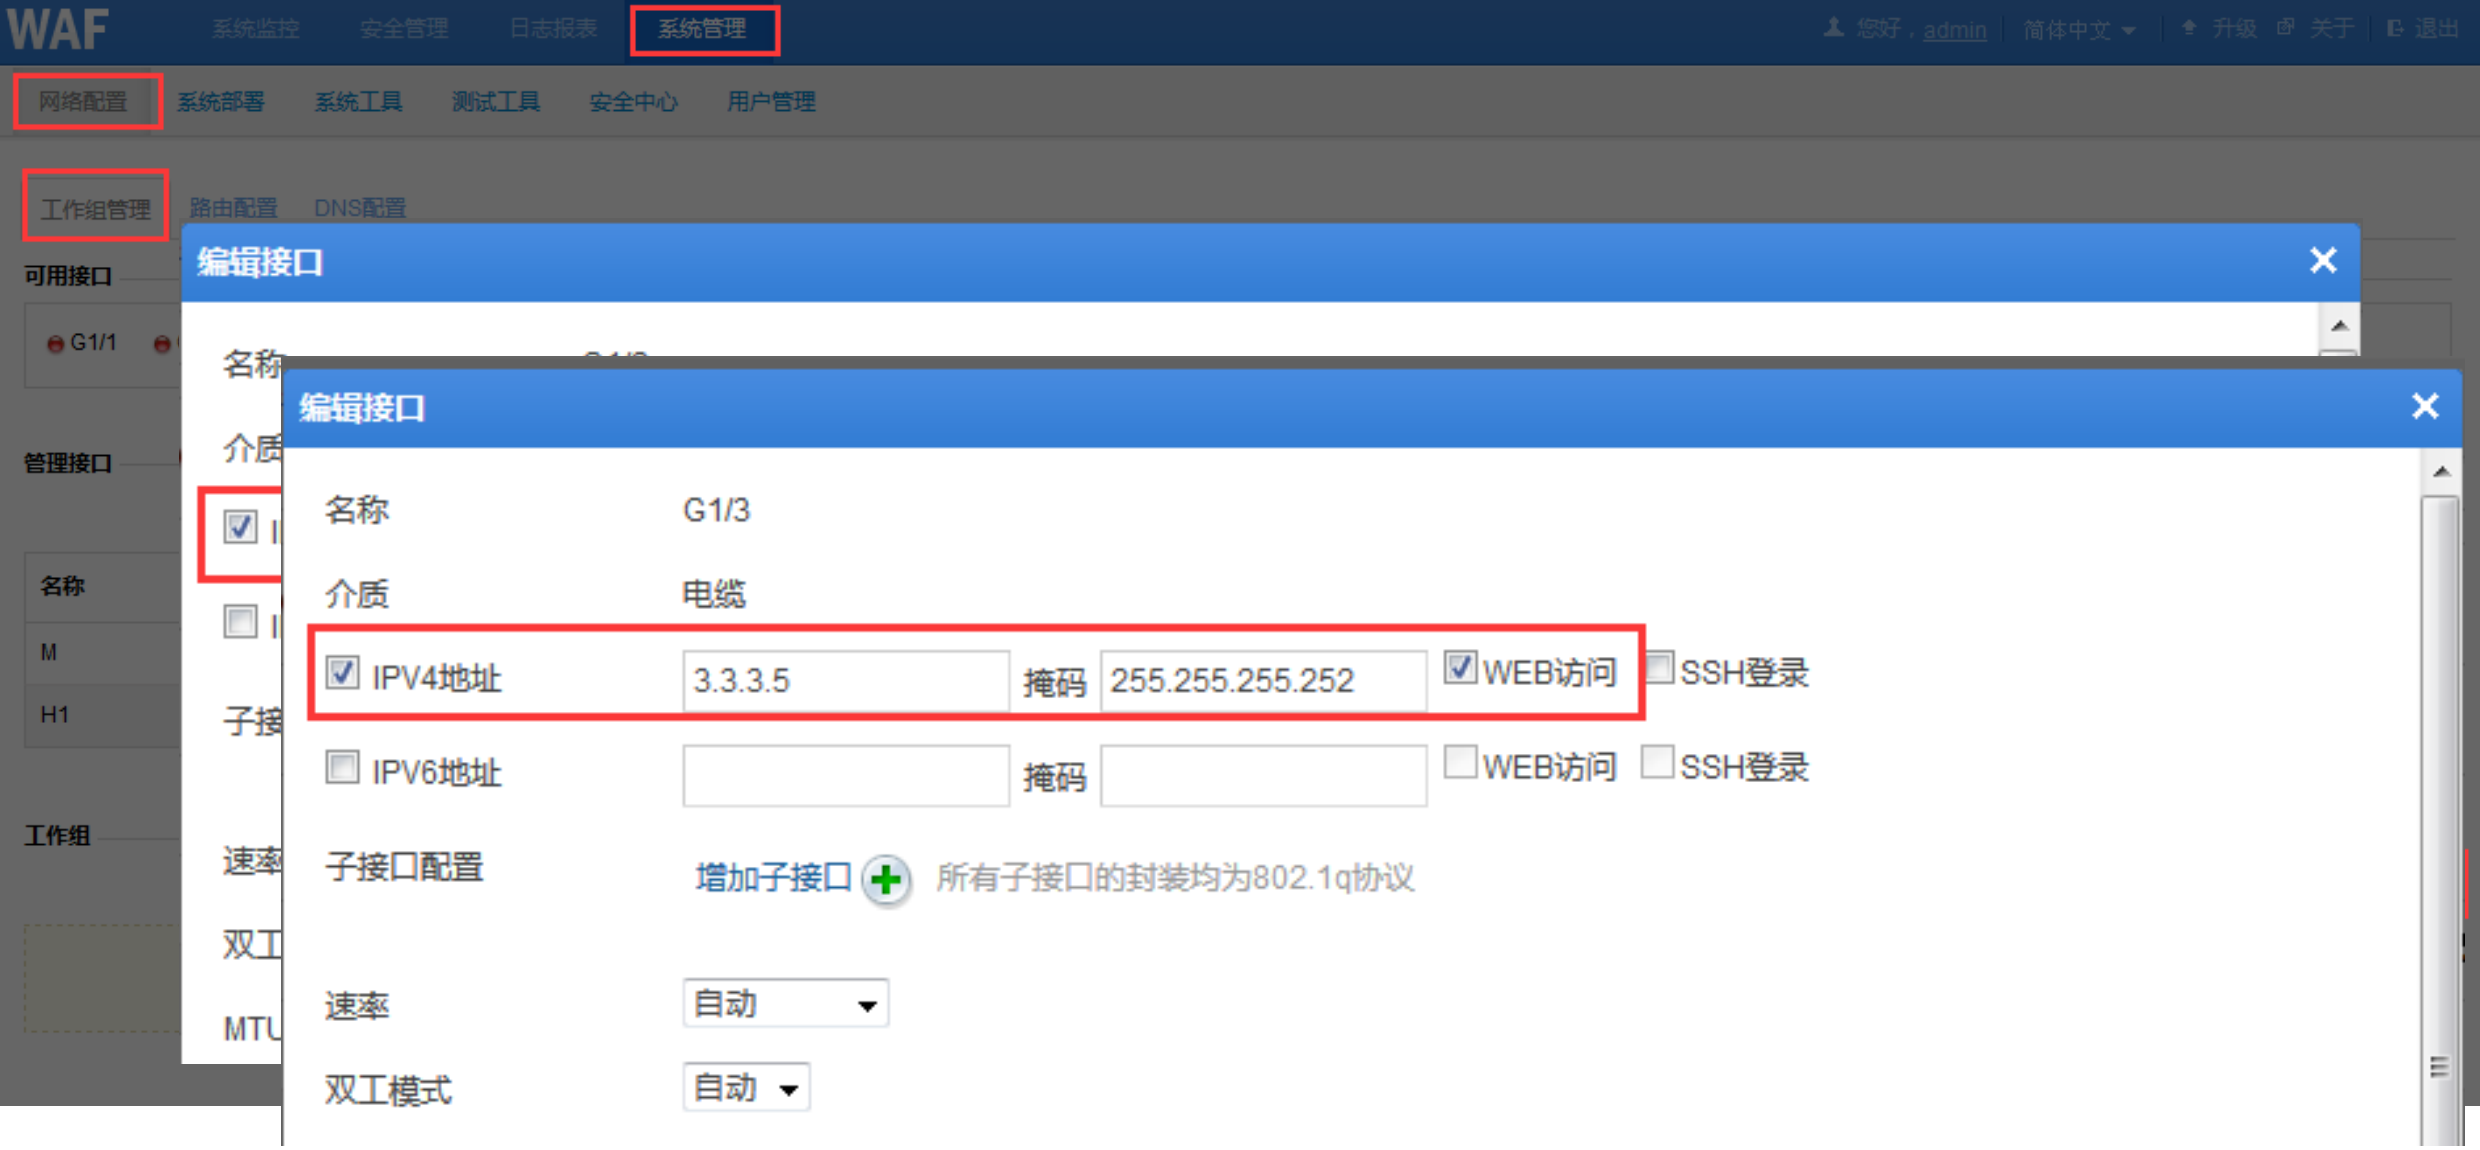 WAF 系统监控 安全管理 日志报表 系统管理 您好，admin 简体中文 升级 关于 退出
网络配置 系统部署 系统工具 测试工具 安全中心 用户管理
工作组管理 路由配置 DNS配置
可用接口
G1/1
管理接口
名称
M
H1
工作组
编辑接口
名称
介质
子接
速率
双工
MTU
编辑接口
名称 G1/3
介质 电缆
IPV4地址 3.3.3.5 掩码 255.255.255.252 WEB访问 SSH登录
IPV6地址 掩码 WEB访问 SSH登录
子接口配置 增加子接口 所有子接口的封装均为802.1q协议
速率 自动
双工模式 自动